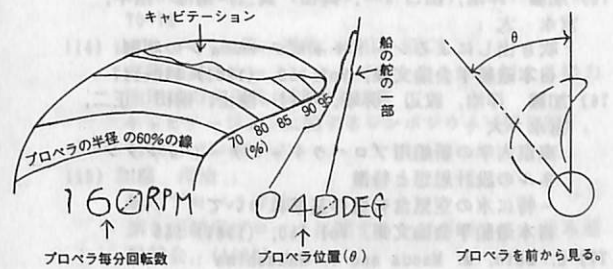 キャビテーション
θ
船の舵の一部
70 80 85 90 95
(%)
プロペラの半径の60%の線
160RPM 040DEG
プロペラ毎分回転数
プロペラ位置(θ)
プロペラを前から見る。